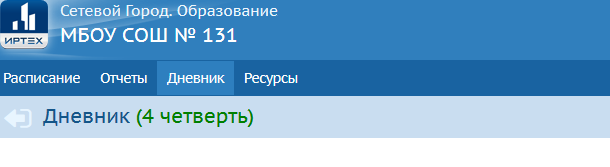 Сетевой Город. Образование
МБОУ СОШ № 131
ИРТЕХ
Расписание Отчеты Дневник Ресурсы
Дневник (4 четверть)